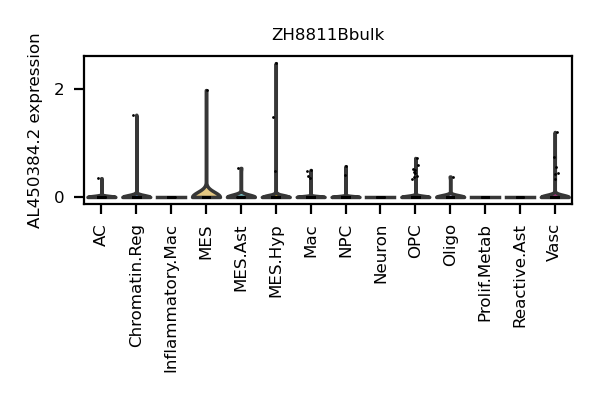 ZH8811Bbulk
AL450384.2 expression
2
0
AC
Chromatin.Reg
Inflammatory.Mac
MES
MES.Ast
MES.Hyp
Mac
NPC
Neuron
OPC
Oligo
Prolif.Metab
Reactive.Ast
Vasc